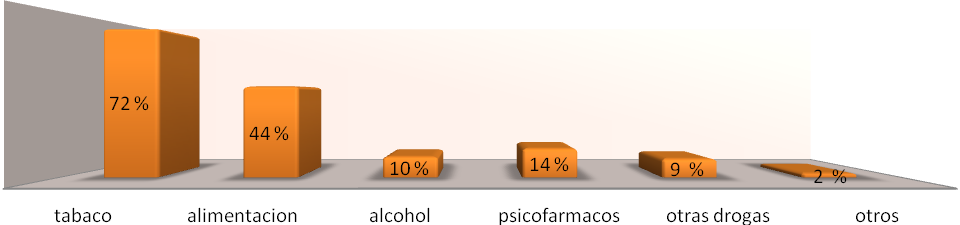 72 %
44 %
10 %
14 %
9 %
2 %
tabaco
alimentacion
alcohol
psicofarmacos
otras drogas
otros